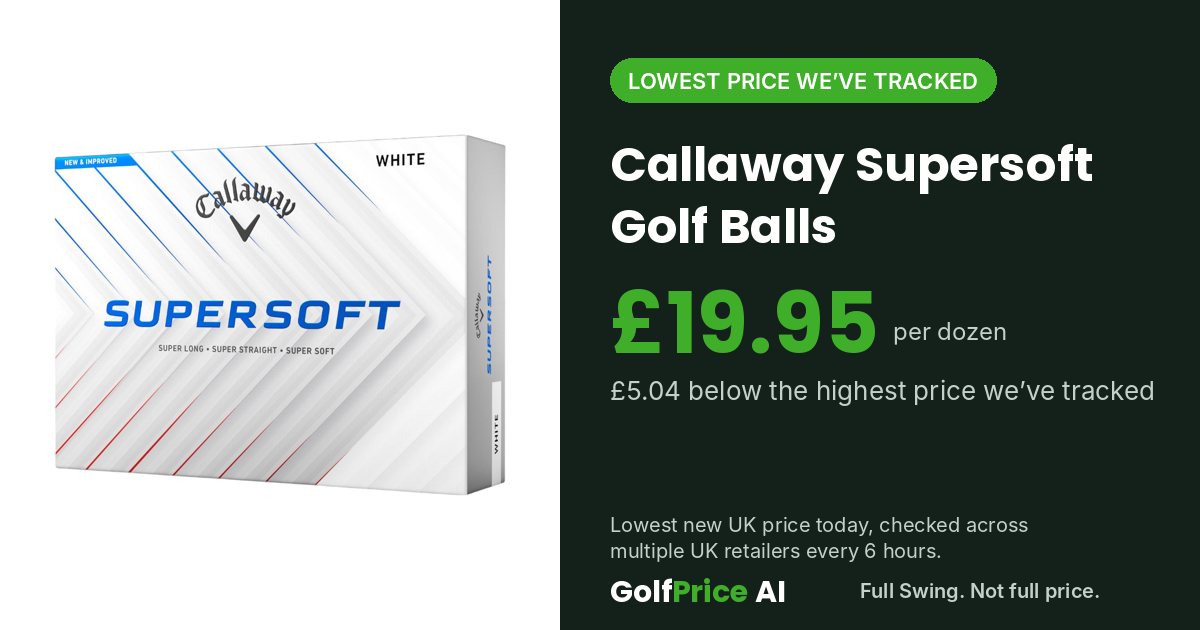 NEW & IMPROVED
WHITE
Callaway
SUPERSOFT
SUPER LONG • SUPER STRAIGHT • SUPER SOFT
Callaway
SUPERSOFT
WHITE
LOWEST PRICE WE’VE TRACKED
Callaway Supersoft
Golf Balls
£19.95 per dozen
£5.04 below the highest price we’ve tracked
Lowest new UK price today, checked across
multiple UK retailers every 6 hours.
GolfPrice AI
Full Swing. Not full price.